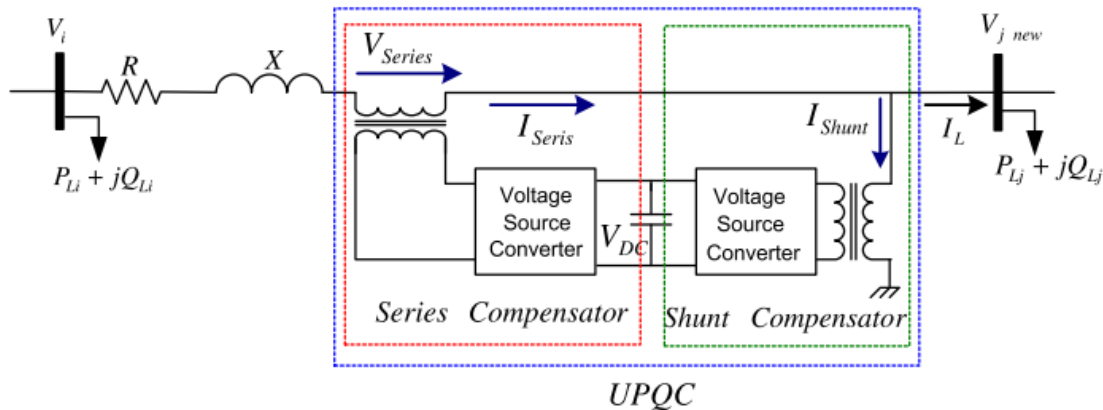 V_i
R
X
V_Series
I_Seris
I_Shunt
I_L
V_j new
P_Li + jQ_Li
P_Lj + jQ_Lj
Voltage
Source
Converter
V_DC
Voltage
Source
Converter
Series Compensator
Shunt Compensator
UPQC